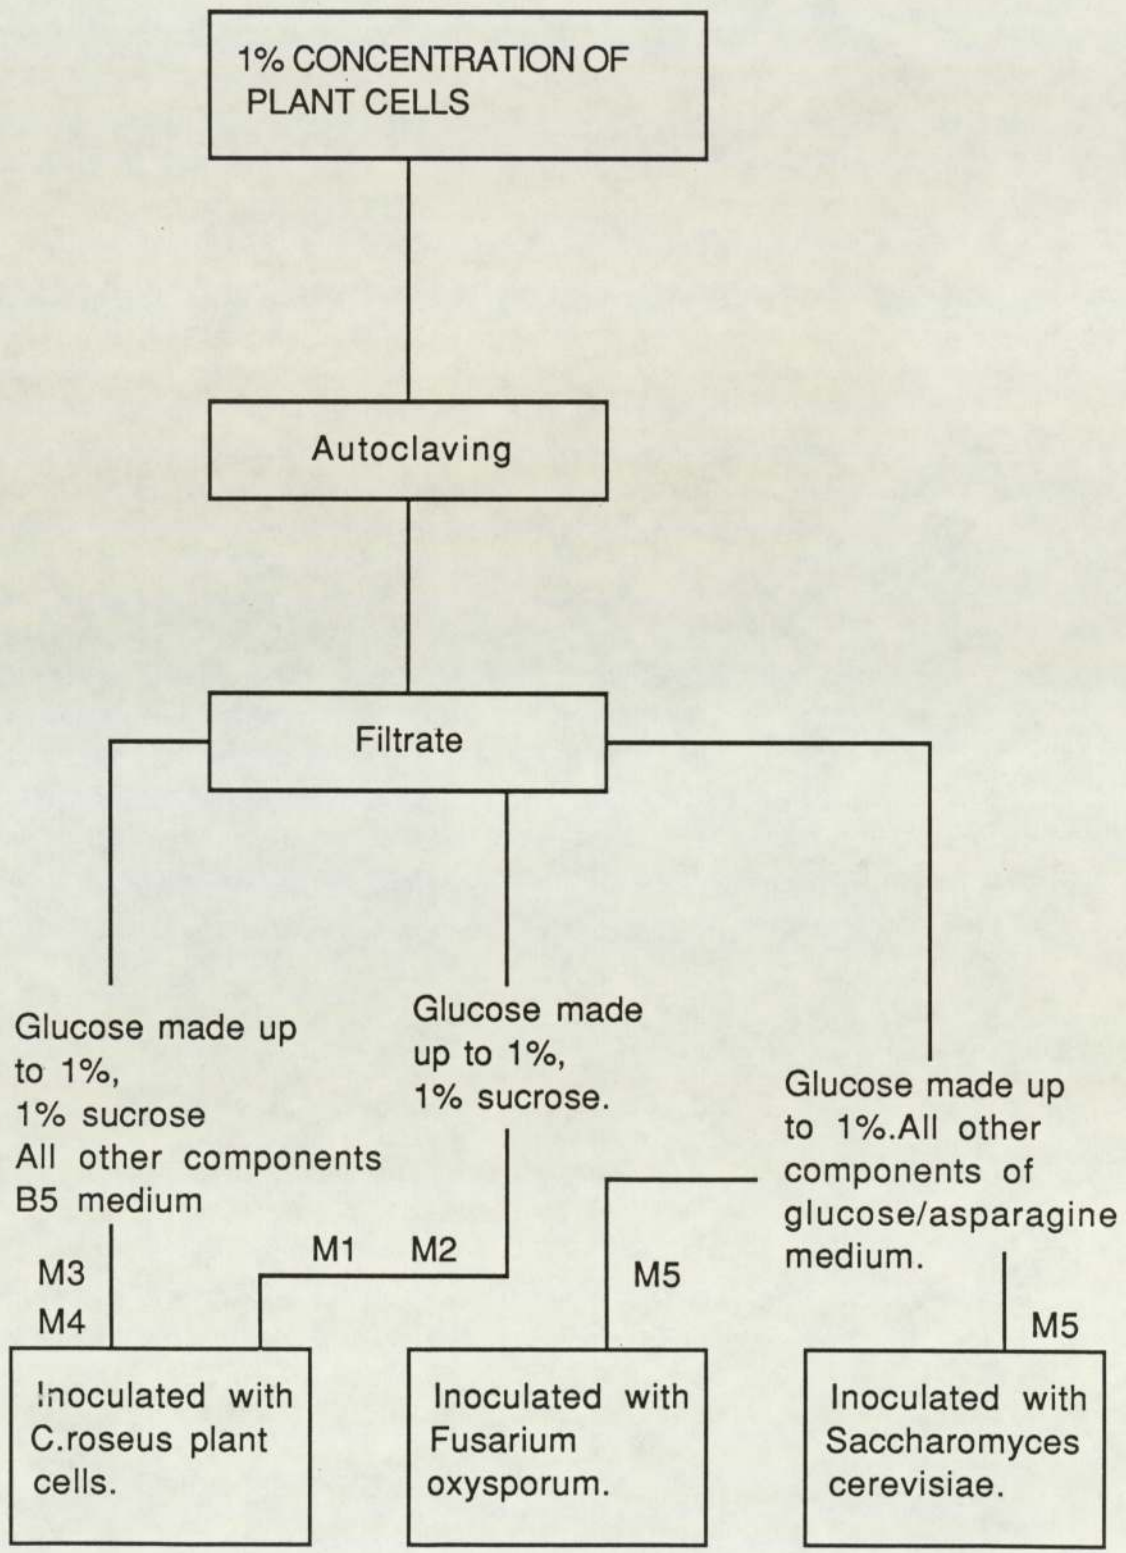 1% CONCENTRATION OF
PLANT CELLS
Autoclaving
Filtrate
Glucose made up
to 1%,
1% sucrose
All other components
B5 medium
Glucose made
up to 1%,
1% sucrose.
Glucose made up
to 1%.All other
components of
glucose/asparagine
medium.
M3
M4
M1 M2
M5
M5
Inoculated with
C.roseus plant
cells.
Inoculated with
Fusarium
oxysporum.
Inoculated with
Saccharomyces
cerevisiae.